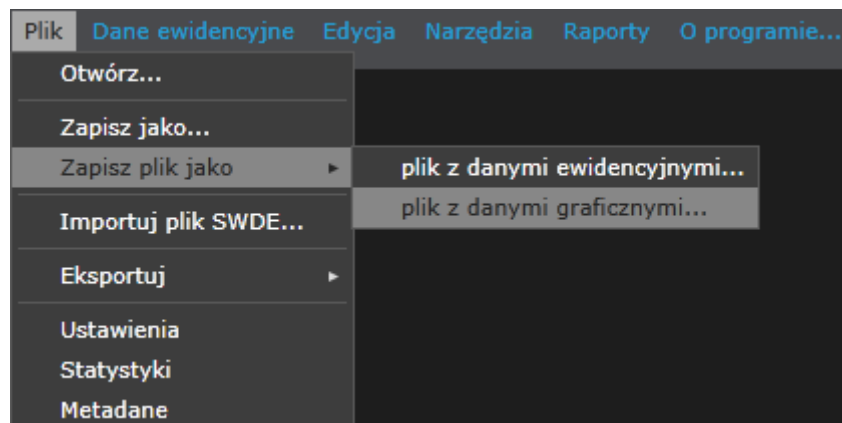 Plik Dane ewidencyjne Edycja Narzędzia Raporty O programie...
Otwórz...
Zapisz jako...
Zapisz plik jako
plik z danymi ewidencyjnymi...
plik z danymi graficznymi...
Importuj plik SWDE...
Eksportuj
Ustawienia
Statystyki
Metadane